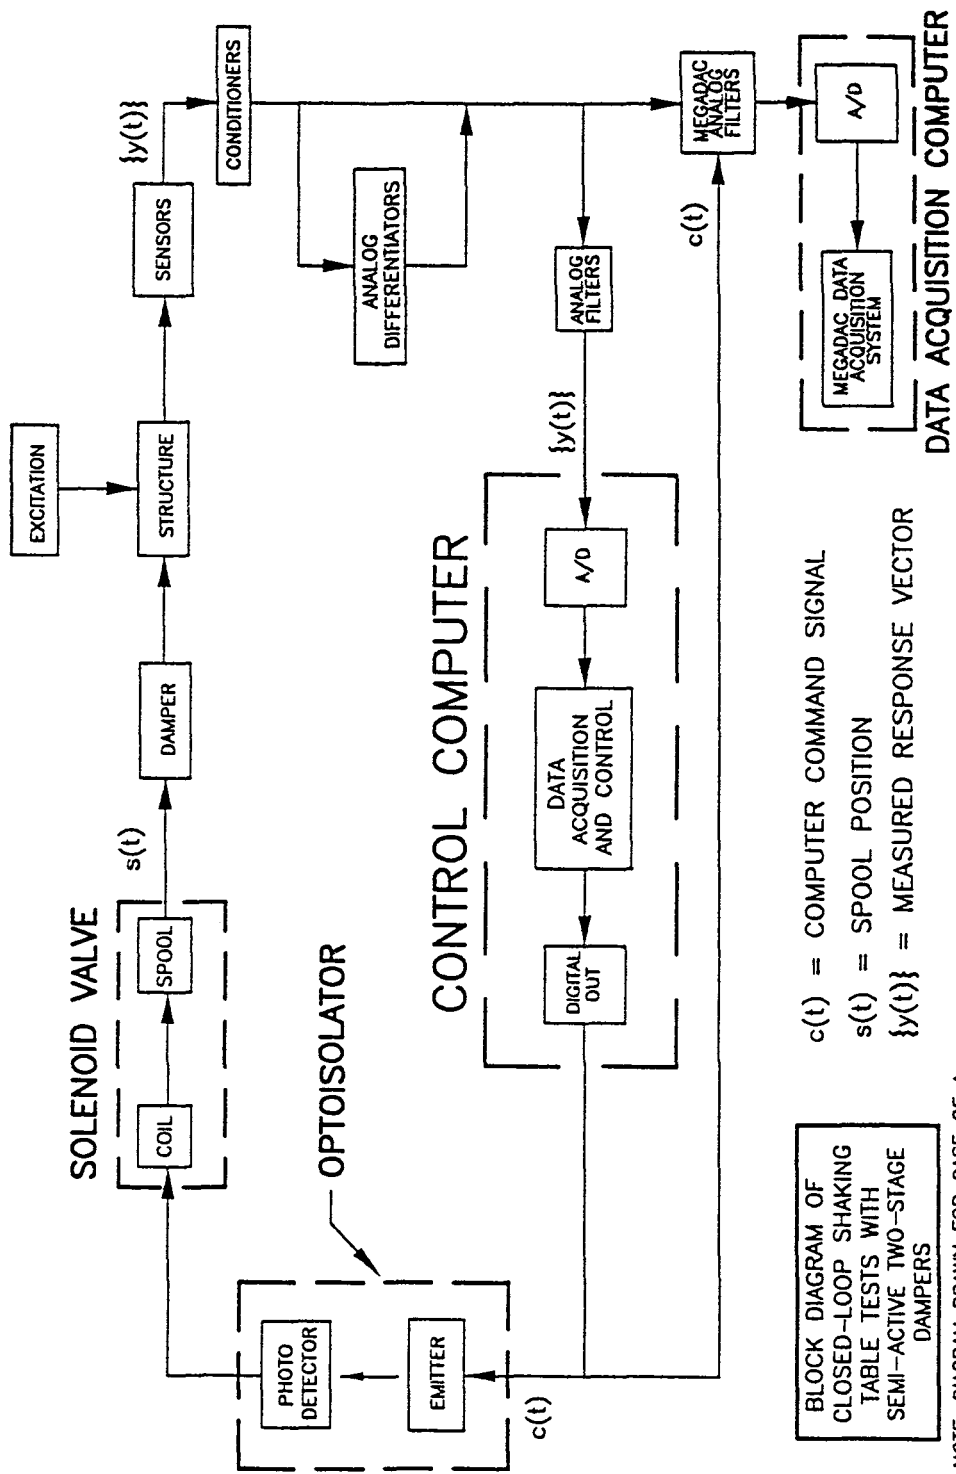 EXCITATION
SOLENOID VALVE
COIL
SPOOL
s(t)
DAMPER
STRUCTURE
SENSORS
{y(t)}
CONDITIONERS
PHOTO
DETECTOR
EMITTER
c(t)
OPTOISOLATOR
ANALOG
DIFFERENTIATORS
CONTROL COMPUTER
DIGITAL
OUT
DATA
ACQUISITION
AND CONTROL
A/D
{y(t)}
ANALOG
FILTERS
c(t)
MEGADAC
ANALOG
FILTERS
A/D
MEGADAC DATA
ACQUISITION
SYSTEM
DATA ACQUISITION COMPUTER
c(t) = COMPUTER COMMAND SIGNAL
s(t) = SPOOL POSITION
{y(t)} = MEASURED RESPONSE VECTOR
BLOCK DIAGRAM OF
CLOSED-LOOP SHAKING
TABLE TESTS WITH
SEMI-ACTIVE TWO-STAGE
DAMPERS